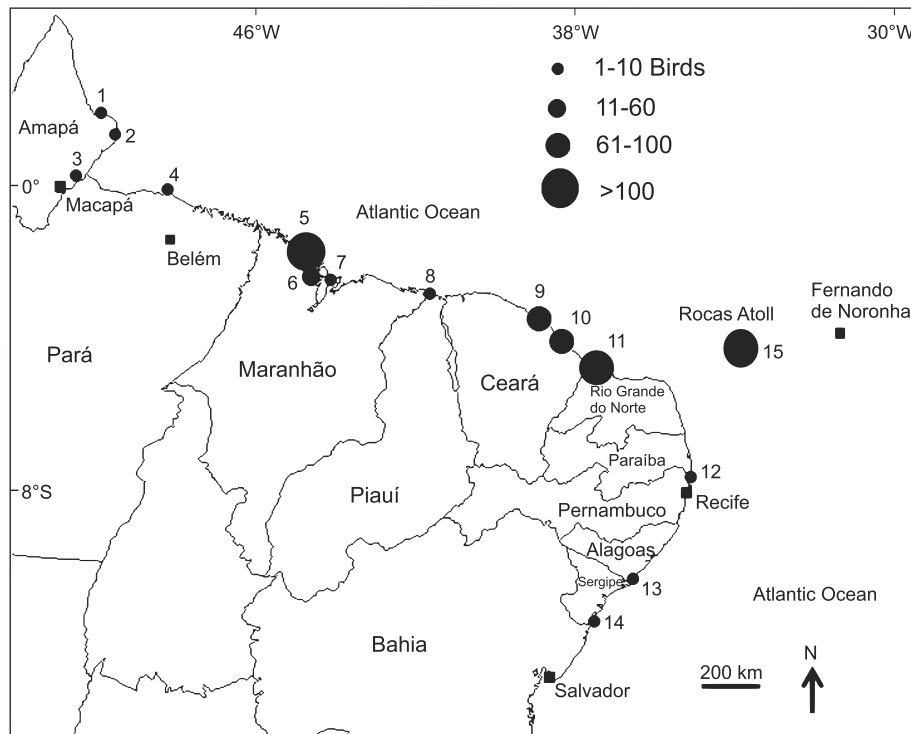 46°W
38°W
30°W
1-10 Birds
11-60
61-100
>100
1
Amapá
2
3
4
0°
Macapá
Belém
5
Atlantic Ocean
6
7
8
9
10
11
Rocas Atoll
15
Fernando
de Noronha
Pará
Maranhão
Ceará
Rio Grande
do Norte
Paraíba
12
8°S
Piauí
Pernambuco
Recife
Alagoas
Sergipe
13
14
Atlantic Ocean
Bahia
Salvador
200 km
N